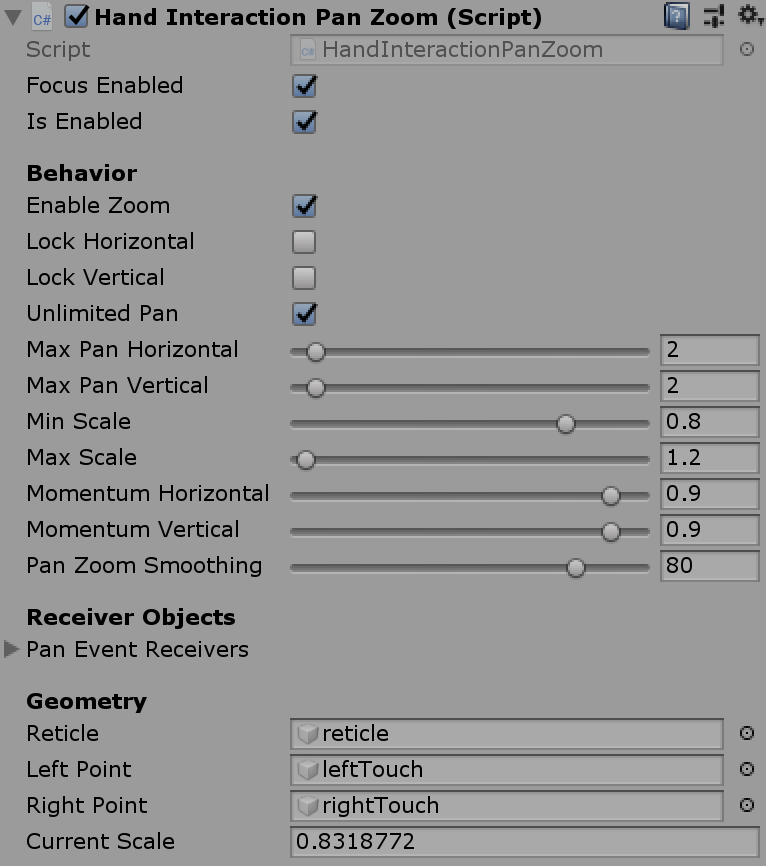 C# Hand Interaction Pan Zoom (Script) ?
Script C# HandInteractionPanZoom
Focus Enabled
Is Enabled
Behavior
Enable Zoom
Lock Horizontal
Lock Vertical
Unlimited Pan
Max Pan Horizontal 2
Max Pan Vertical 2
Min Scale 0.8
Max Scale 1.2
Momentum Horizontal 0.9
Momentum Vertical 0.9
Pan Zoom Smoothing 80
Receiver Objects
Pan Event Receivers
Geometry
Reticle reticle
Left Point leftTouch
Right Point rightTouch
Current Scale 0.8318772